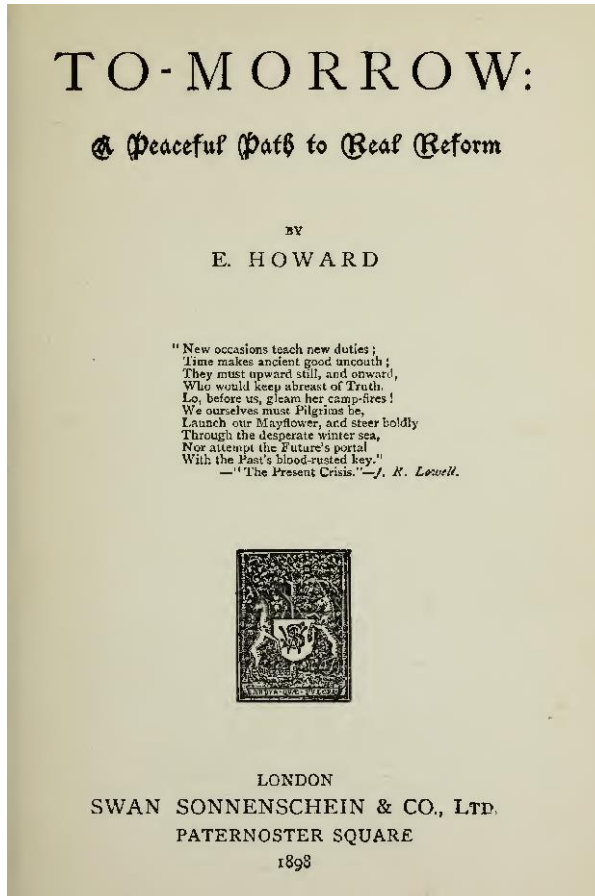 TO-MORROW:
A Peaceful Path to Real Reform
BY
E. HOWARD
"New occasions teach new duties;
Time makes ancient good uncouth;
They must upward still, and onward,
Who would keep abreast of Truth.
Lo, before us, gleam her camp-fires!
We ourselves must Pilgrims be,
Launch our Mayflower, and steer boldly
Through the desperate winter sea,
Nor attempt the Future's portal
With the Past's blood-rusted key."
—"The Present Crisis."—J. R. Lowell.
LONDON
SWAN SONNENSCHEIN & CO., LTD.
PATERNOSTER SQUARE
1898